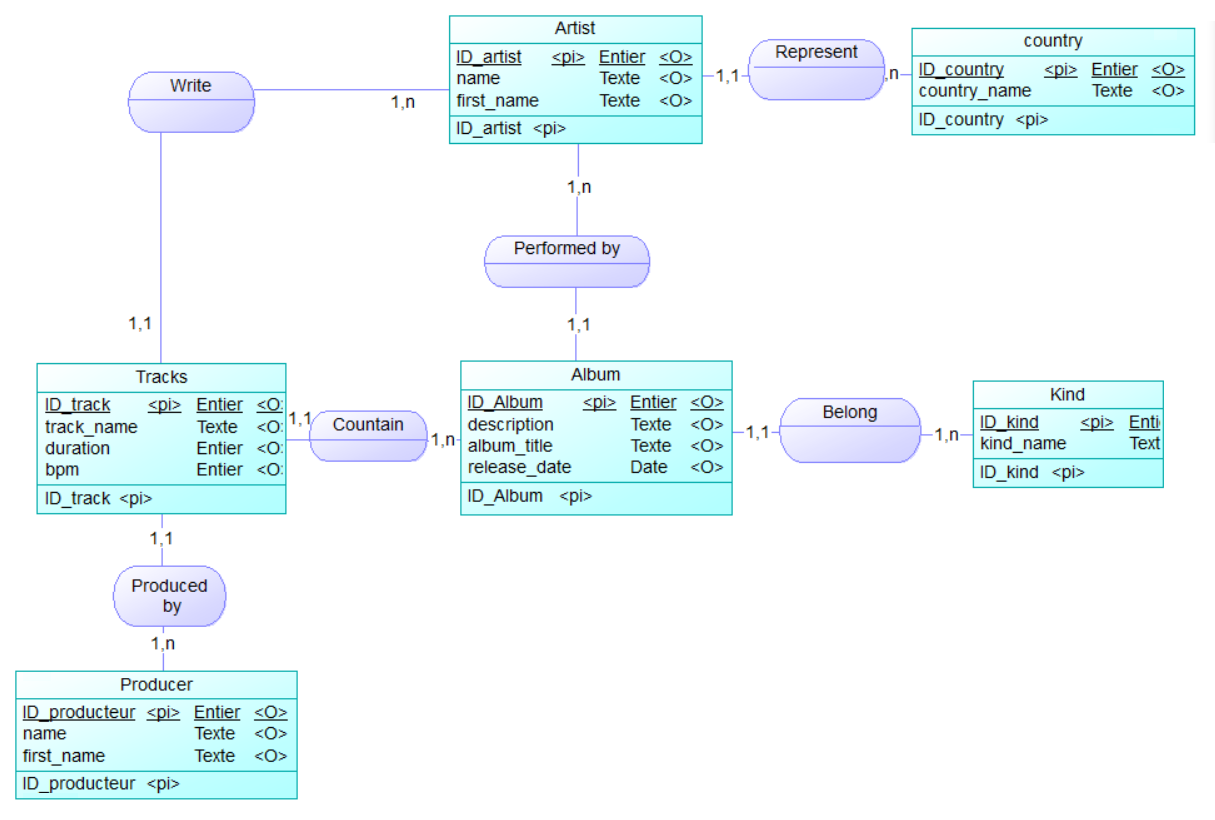 Artist
ID_artist <pi> Entier <O>
name Texte <O>
first_name Texte <O>
ID_artist <pi>
Represent
country
ID_country <pi> Entier <O>
country_name Texte <O>
ID_country <pi>
1,1
,n
Write
1,n
1,n
Performed by
1,1
1,1
Tracks
ID_track <pi> Entier <O:
track_name Texte <O:
duration Entier <O:
bpm Entier <O:
ID_track <pi>
1,1
Countain
1,n
Album
ID_Album <pi> Entier <O>
description Texte <O>
album_title Texte <O>
release_date Date <O>
ID_Album <pi>
1,1
Belong
1,n
Kind
ID_kind <pi> Enti
kind_name Text
ID_kind <pi>
1,1
Produced
by
1,n
Producer
ID_producteur <pi> Entier <O>
name Texte <O>
first_name Texte <O>
ID_producteur <pi>